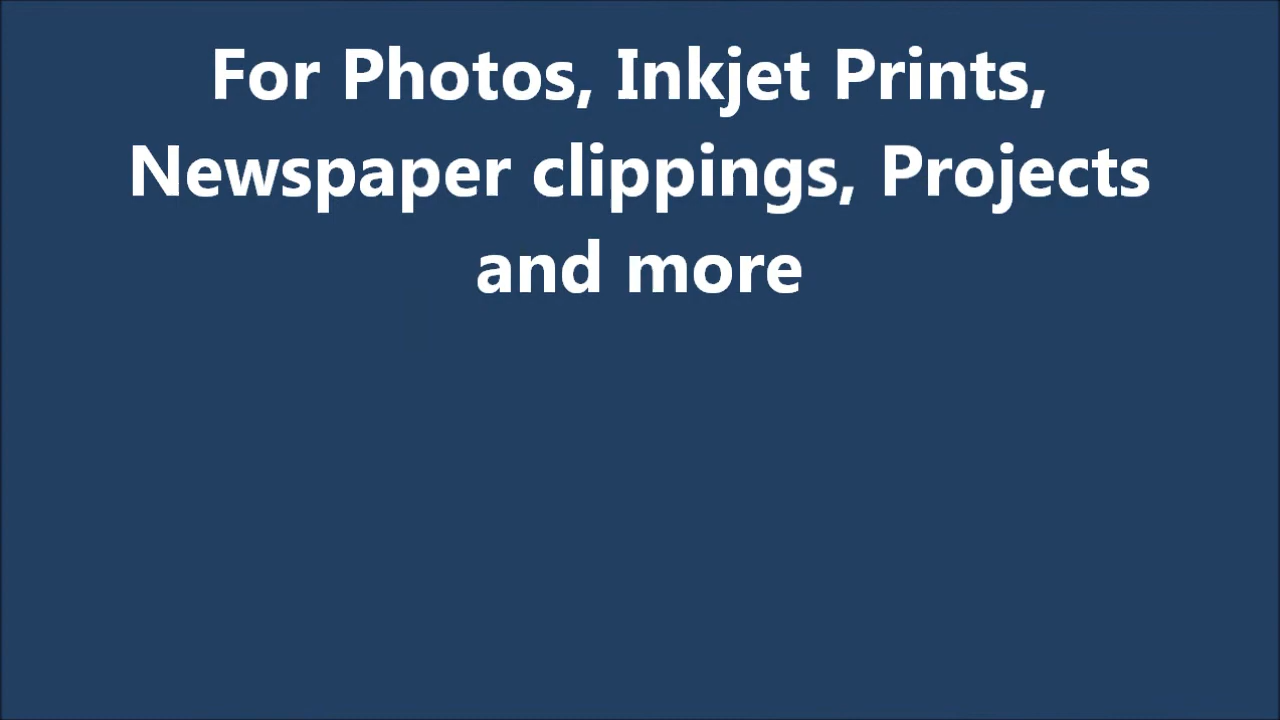 For Photos, Inkjet Prints,
Newspaper clippings, Projects
and more